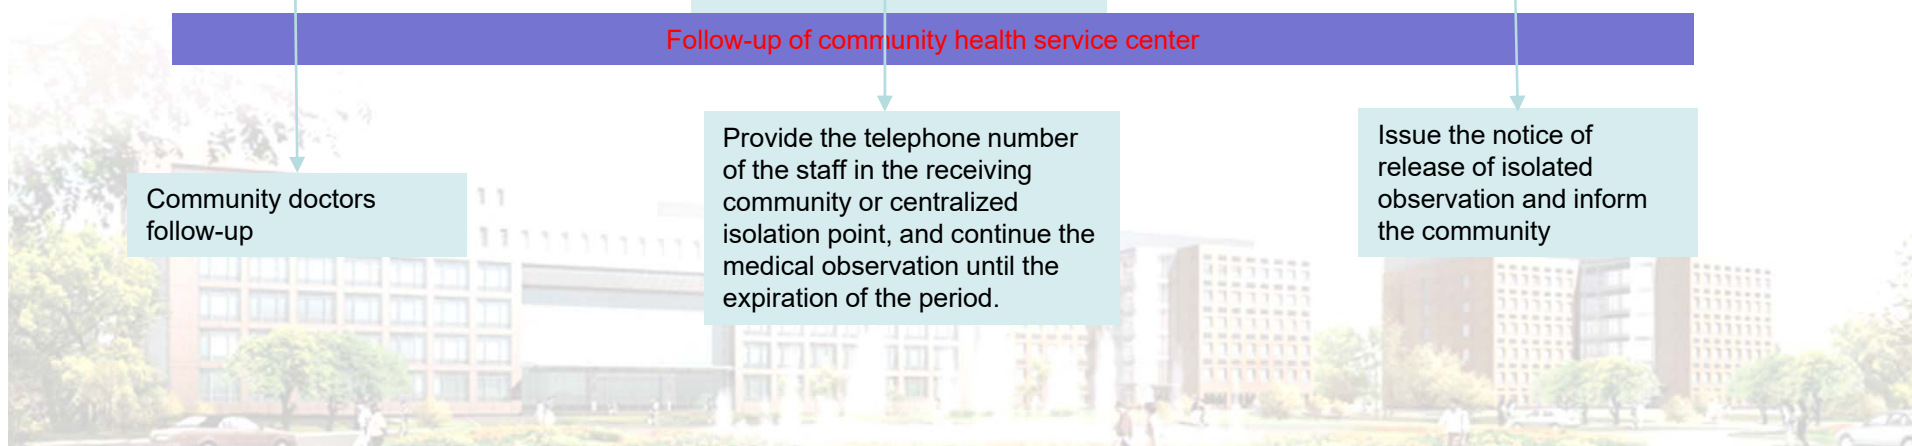 Follow-up of community health service center
Community doctors
follow-up
Provide the telephone number
of the staff in the receiving
community or centralized
isolation point, and continue the
medical observation until the
expiration of the period.
Issue the notice of
release of isolated
observation and inform
the community